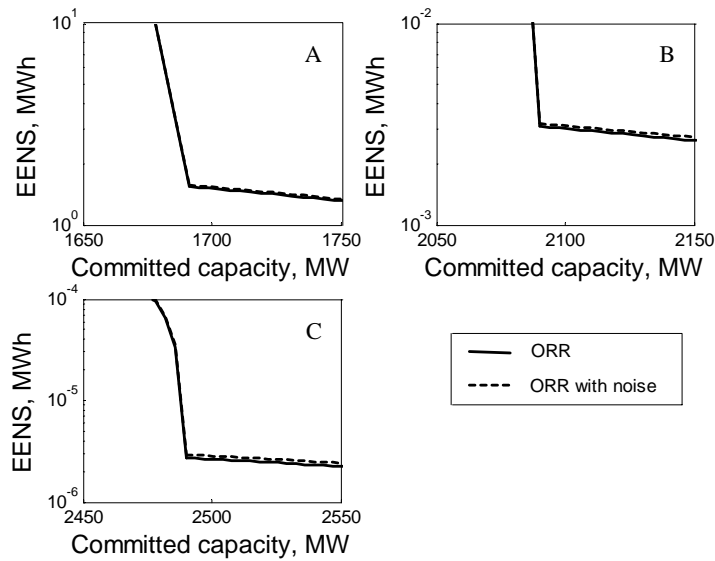 10^1
A
EENS, MWh
10^0
1650 1700 1750
Committed capacity, MW
10^-2
B
EENS, MWh
10^-3
2050 2100 2150
Committed capacity, MW
10^-4
C
EENS, MWh
10^-5
10^-6
2450 2500 2550
Committed capacity, MW
ORR
ORR with noise